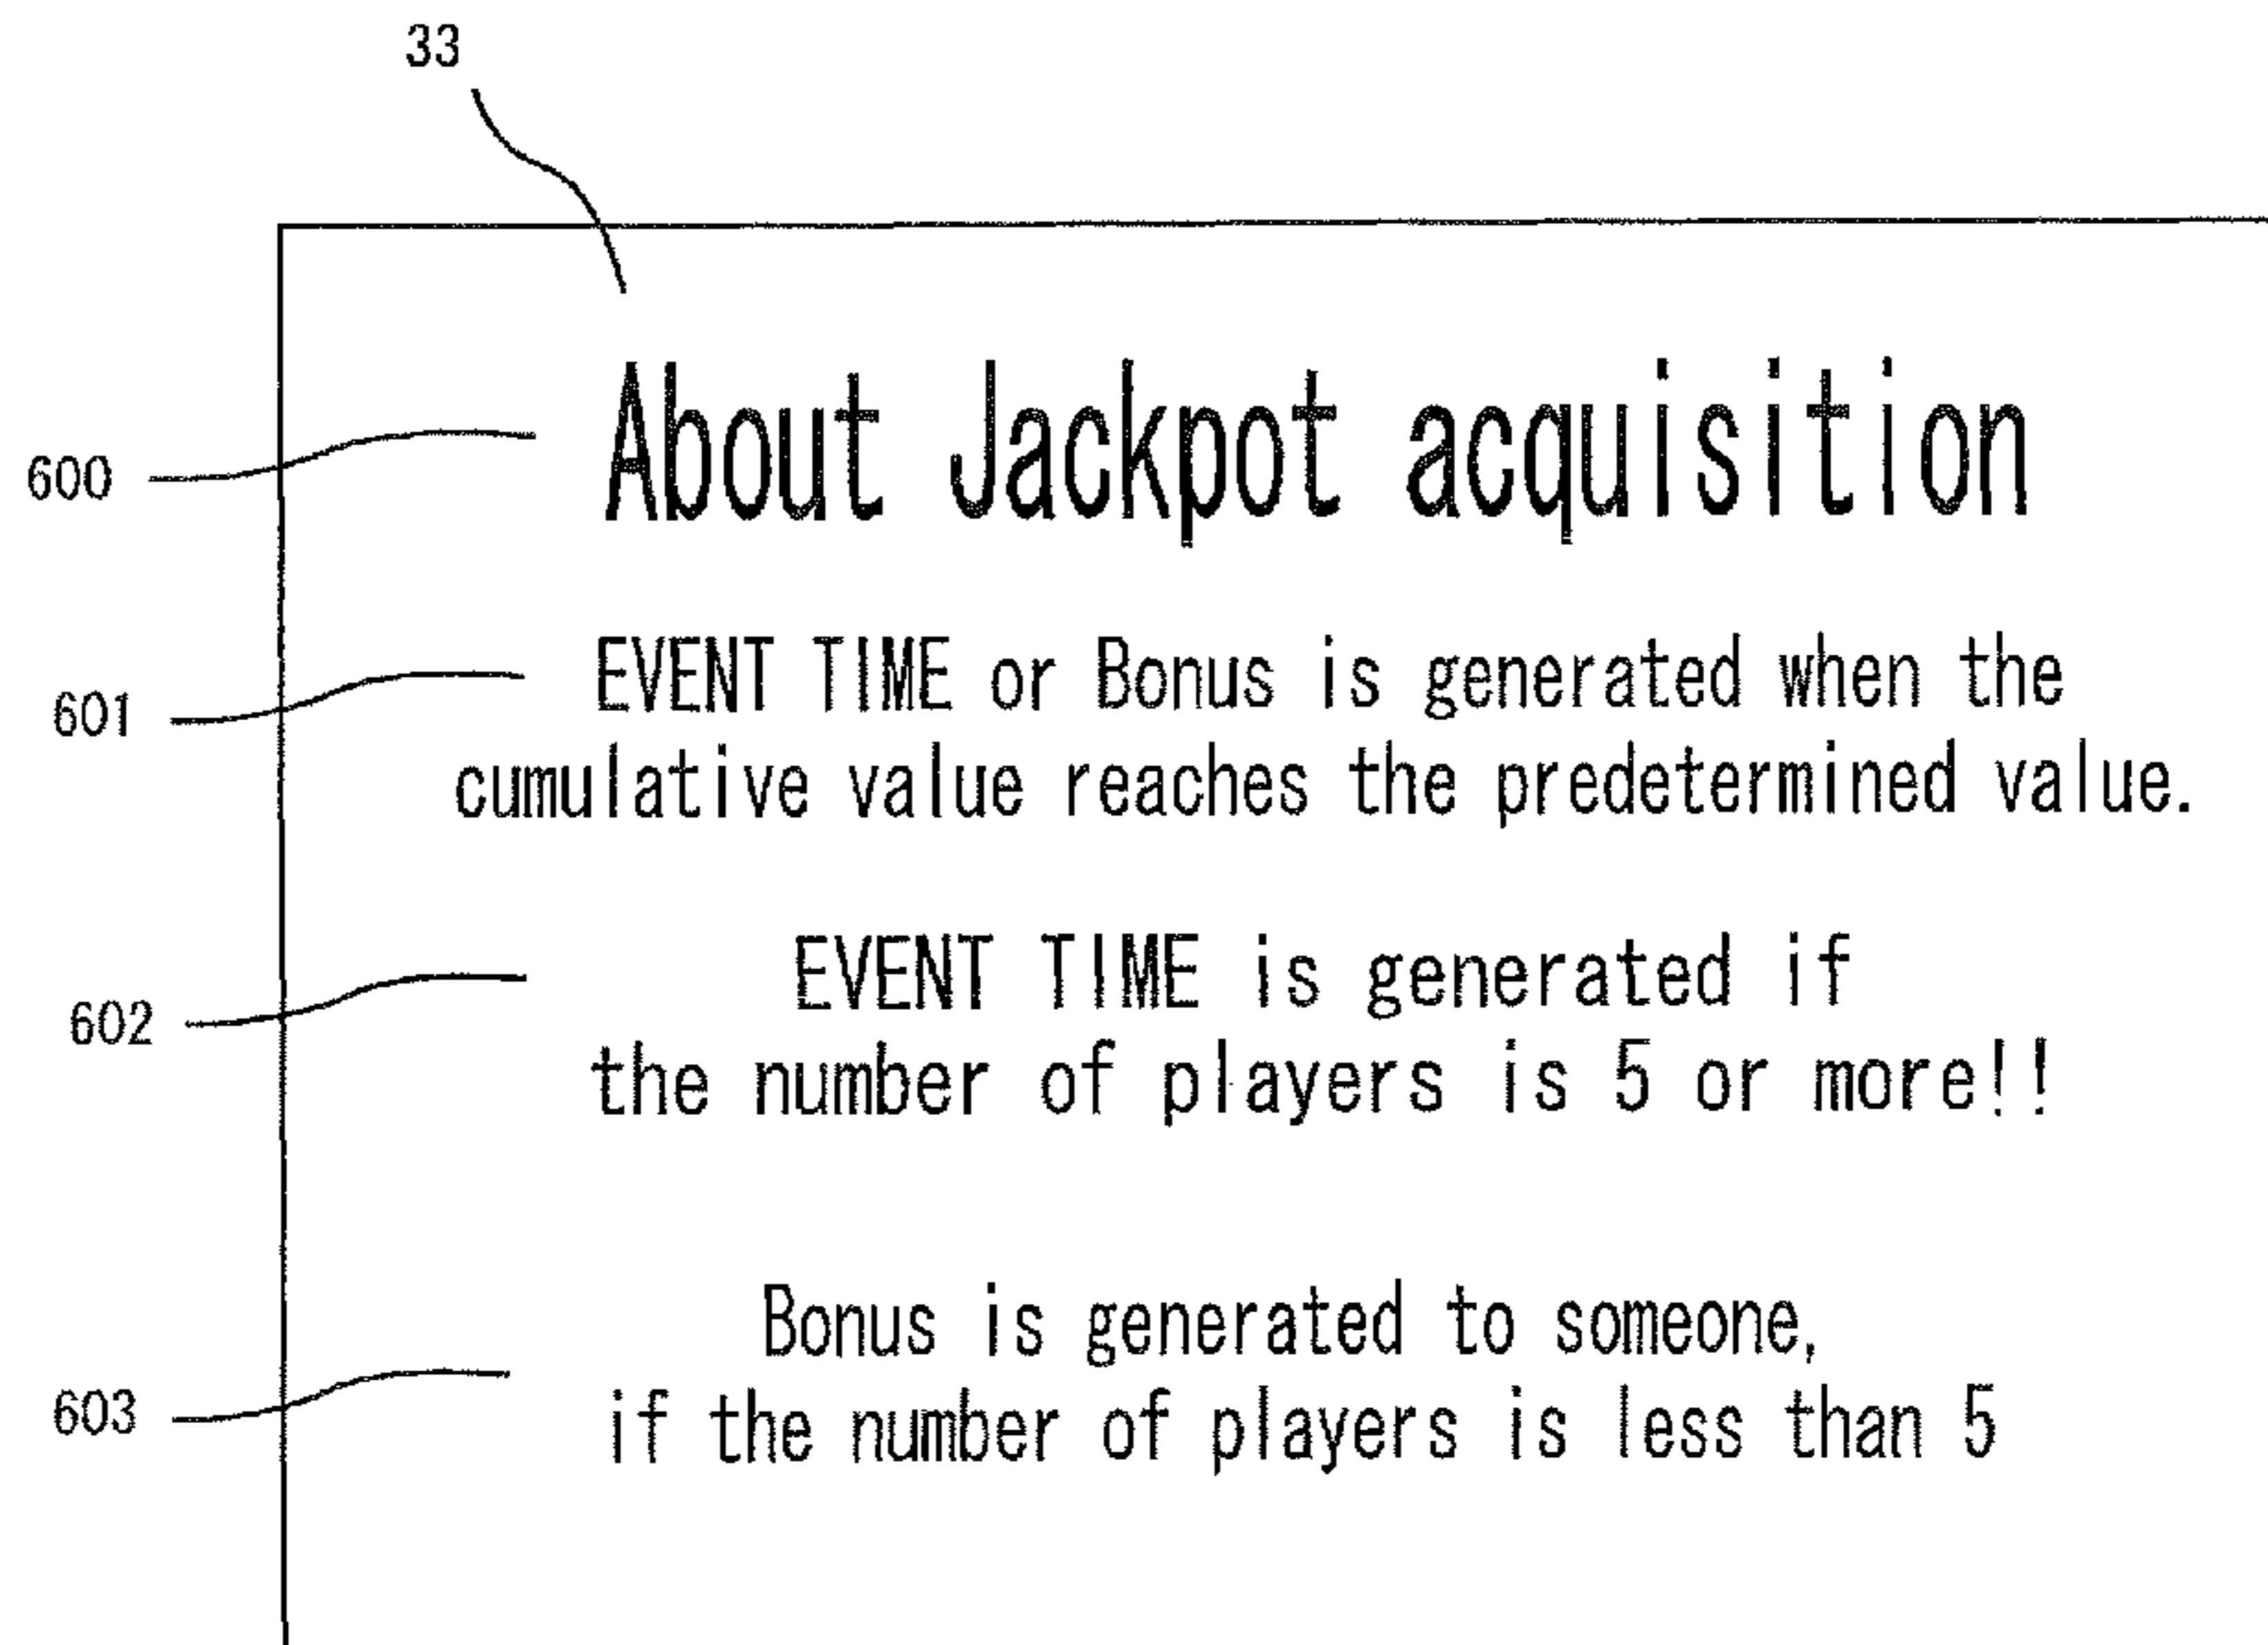 33
600
About Jackpot acquisition
601
EVENT TIME or Bonus is generated when the
cumulative value reaches the predetermined value.
602
EVENT TIME is generated if
the number of players is 5 or more!!
603
Bonus is generated to someone,
if the number of players is less than 5